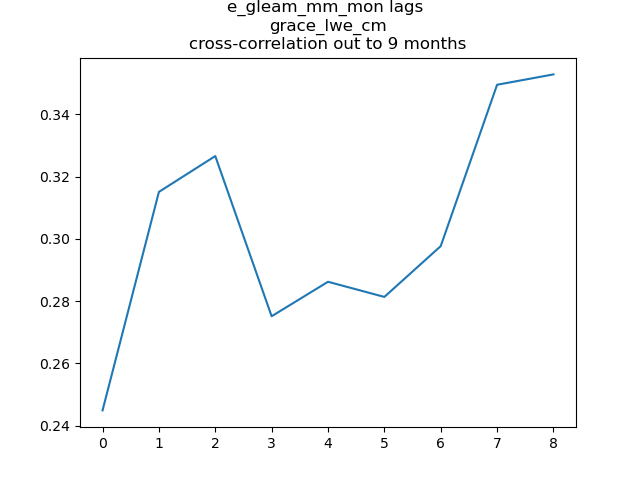 e_gleam_mm_mon lags
grace_lwe_cm
cross-correlation out to 9 months
0.34
0.32
0.30
0.28
0.26
0.24
0 1 2 3 4 5 6 7 8